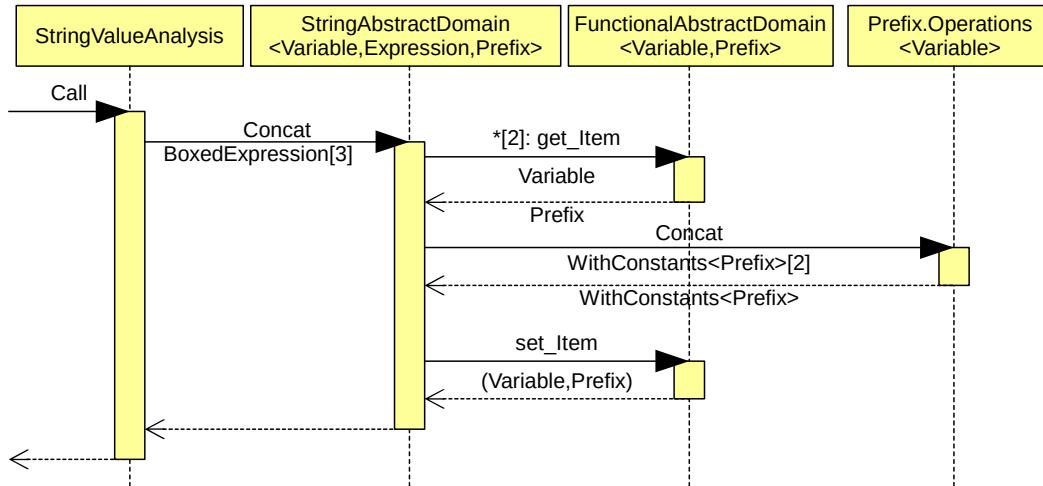 StringValueAnalysis
StringAbstractDomain
<Variable,Expression,Prefix>
FunctionalAbstractDomain
<Variable,Prefix>
Prefix.Operations
<Variable>
Call
Concat
BoxedExpression[3]
*[2]: get_Item
Variable
Prefix
Concat
WithConstants<Prefix>[2]
WithConstants<Prefix>
set_Item
(Variable,Prefix)